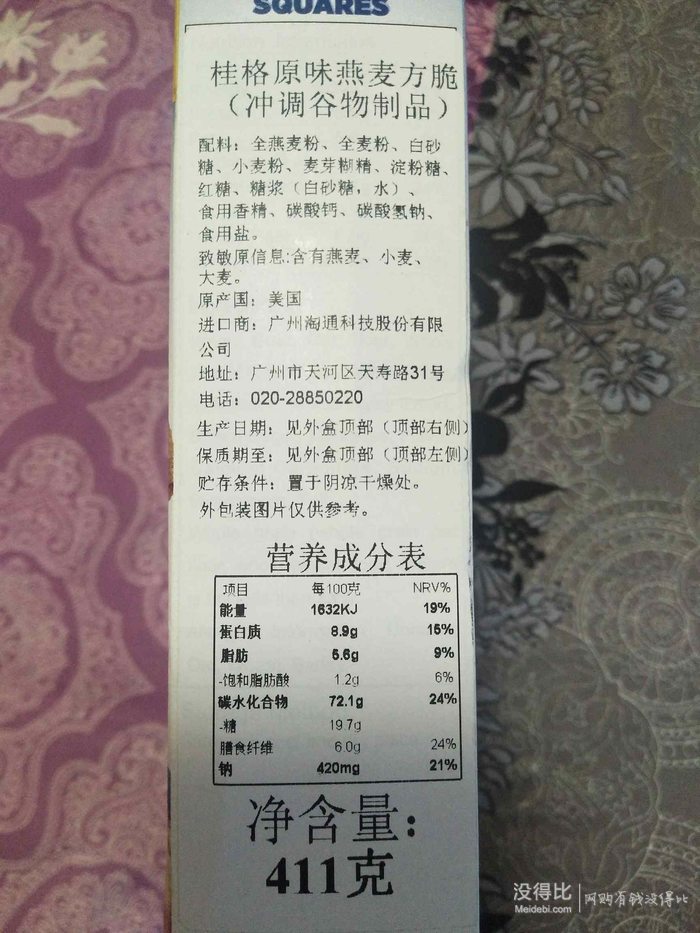 SQUARES
桂格原味燕麦方脆
（冲调谷物制品）
配料：全燕麦粉、全麦粉、白砂
糖、小麦粉、麦芽糊精、淀粉糖、
红糖、糖浆（白砂糖，水）、
食用香精、碳酸钙、碳酸氢钠、
食用盐。
致敏原信息:含有燕麦、小麦、
大麦。
原产国：美国
进口商：广州淘通科技股份有限
公司
地址：广州市天河区天寿路31号
电话：020-28850220
生产日期：见外盒顶部（顶部右侧）
保质期至：见外盒顶部（顶部左侧）
贮存条件：置于阴凉干燥处。
外包装图片仅供参考。
营养成分表
项目 每100克 NRV%
能量 1632KJ 19%
蛋白质 8.9g 15%
脂肪 5.6g 9%
-饱和脂肪酸 1.2g 6%
碳水化合物 72.1g 24%
-糖 19.7g
膳食纤维 6.0g 24%
钠 420mg 21%
净含量：
411克
没得比 网购有钱没得比
Meidebi.com